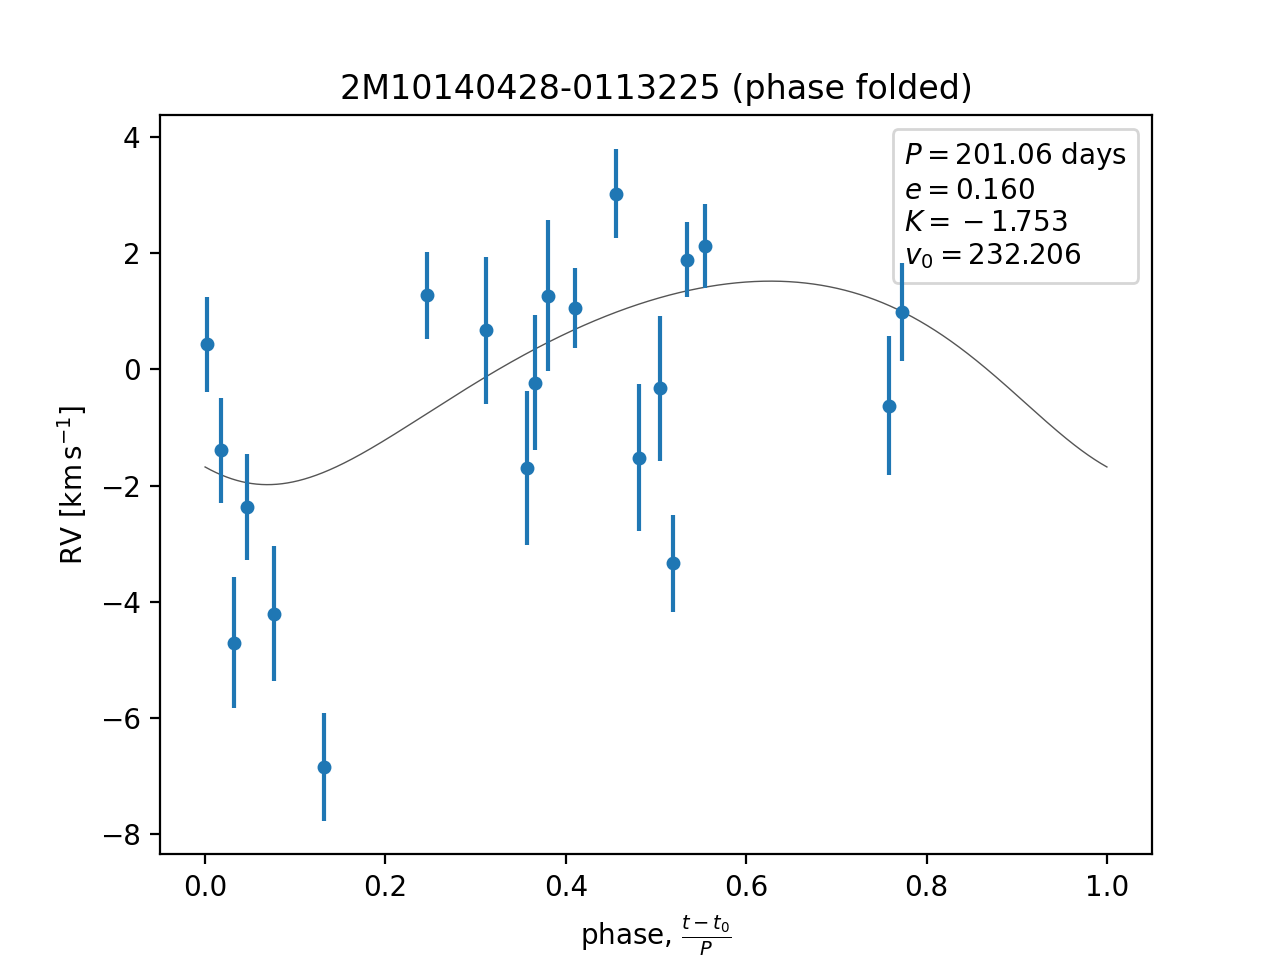 2M10140428-0113225 (phase folded)
P = 201.06 days
e = 0.160
K = −1.753
v₀ = 232.206
RV [km s⁻¹]
4
2
0
−2
−4
−6
−8
0.0 0.2 0.4 0.6 0.8 1.0
phase, (t − t₀)/P